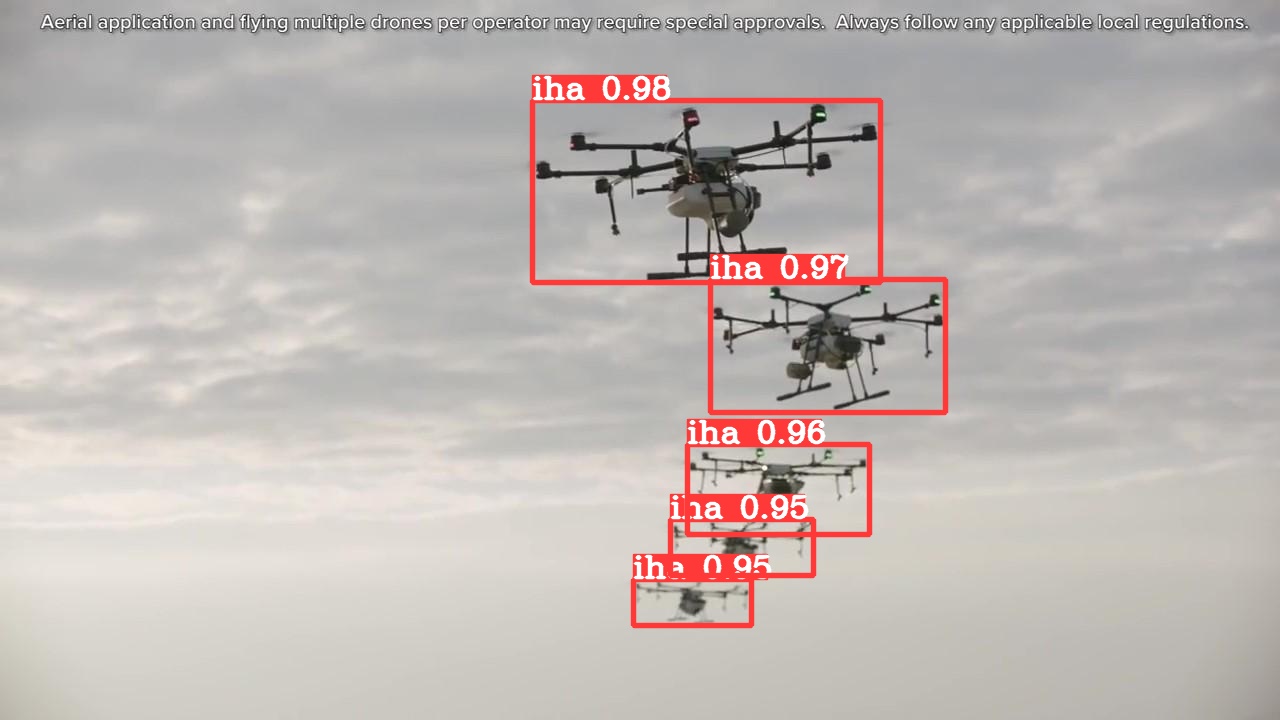 Aerial application and flying multiple drones per operator may require special approvals.  Always follow any applicable local regulations.
iha 0.98
iha 0.97
iha 0.96
iha 0.95
iha 0.95